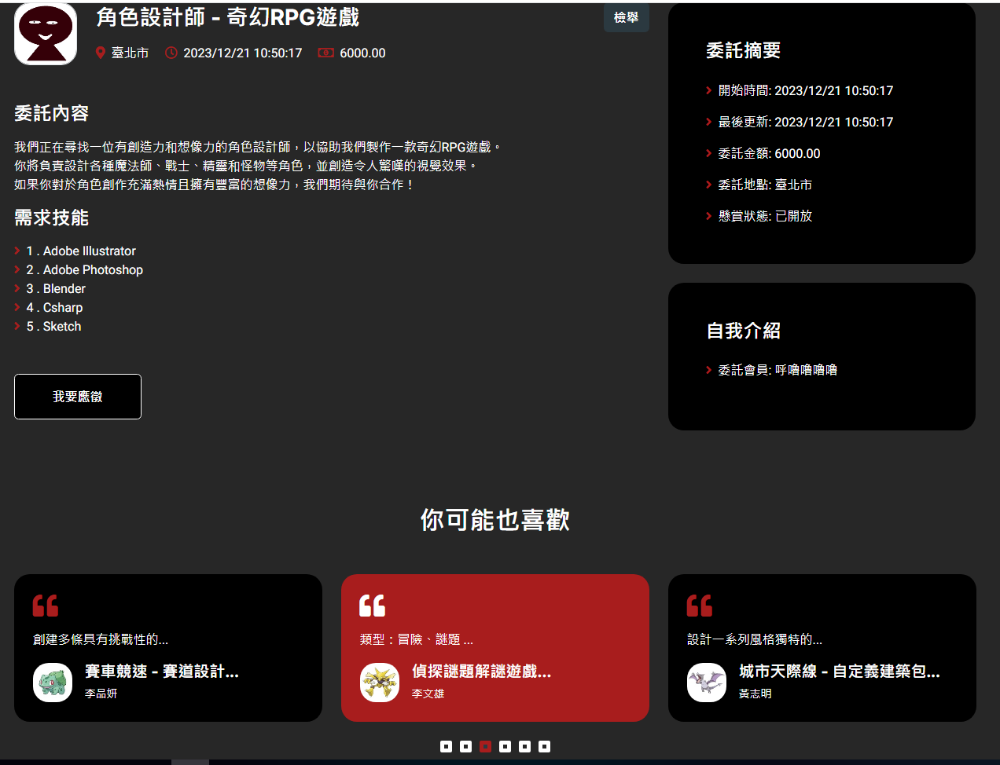 角色設計師 - 奇幻RPG遊戲
檢舉
臺北市 2023/12/21 10:50:17 6000.00
委託內容
我們正在尋找一位有創造力和想像力的角色設計師，以協助我們製作一款奇幻RPG遊戲。
你將負責設計各種魔法師、戰士、精靈和怪物等角色，並創造令人驚嘆的視覺效果。
如果你對於角色創作充滿熱情且擁有豐富的想像力，我們期待與你合作！
需求技能
1 . Adobe Illustrator
2 . Adobe Photoshop
3 . Blender
4 . Csharp
5 . Sketch
我要應徵
委託摘要
開始時間: 2023/12/21 10:50:17
最後更新: 2023/12/21 10:50:17
委託金額: 6000.00
委託地點: 臺北市
懸賞狀態: 已開放
自我介紹
委託會員: 呼嚕嚕嚕嚕
你可能也喜歡
創建多條具有挑戰性的...
賽車競速 - 賽道設計...
李品妍
類型：冒險、謎題 ...
偵探謎題解謎遊戲...
李文雄
設計一系列風格獨特的...
城市天際線 - 自定義建築包...
黃志明